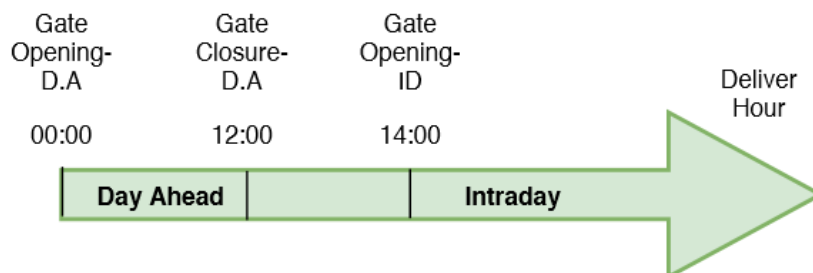 Gate
Opening-
D.A
00:00
Gate
Closure-
D.A
12:00
Gate
Opening-
ID
14:00
Deliver
Hour
Day Ahead
Intraday